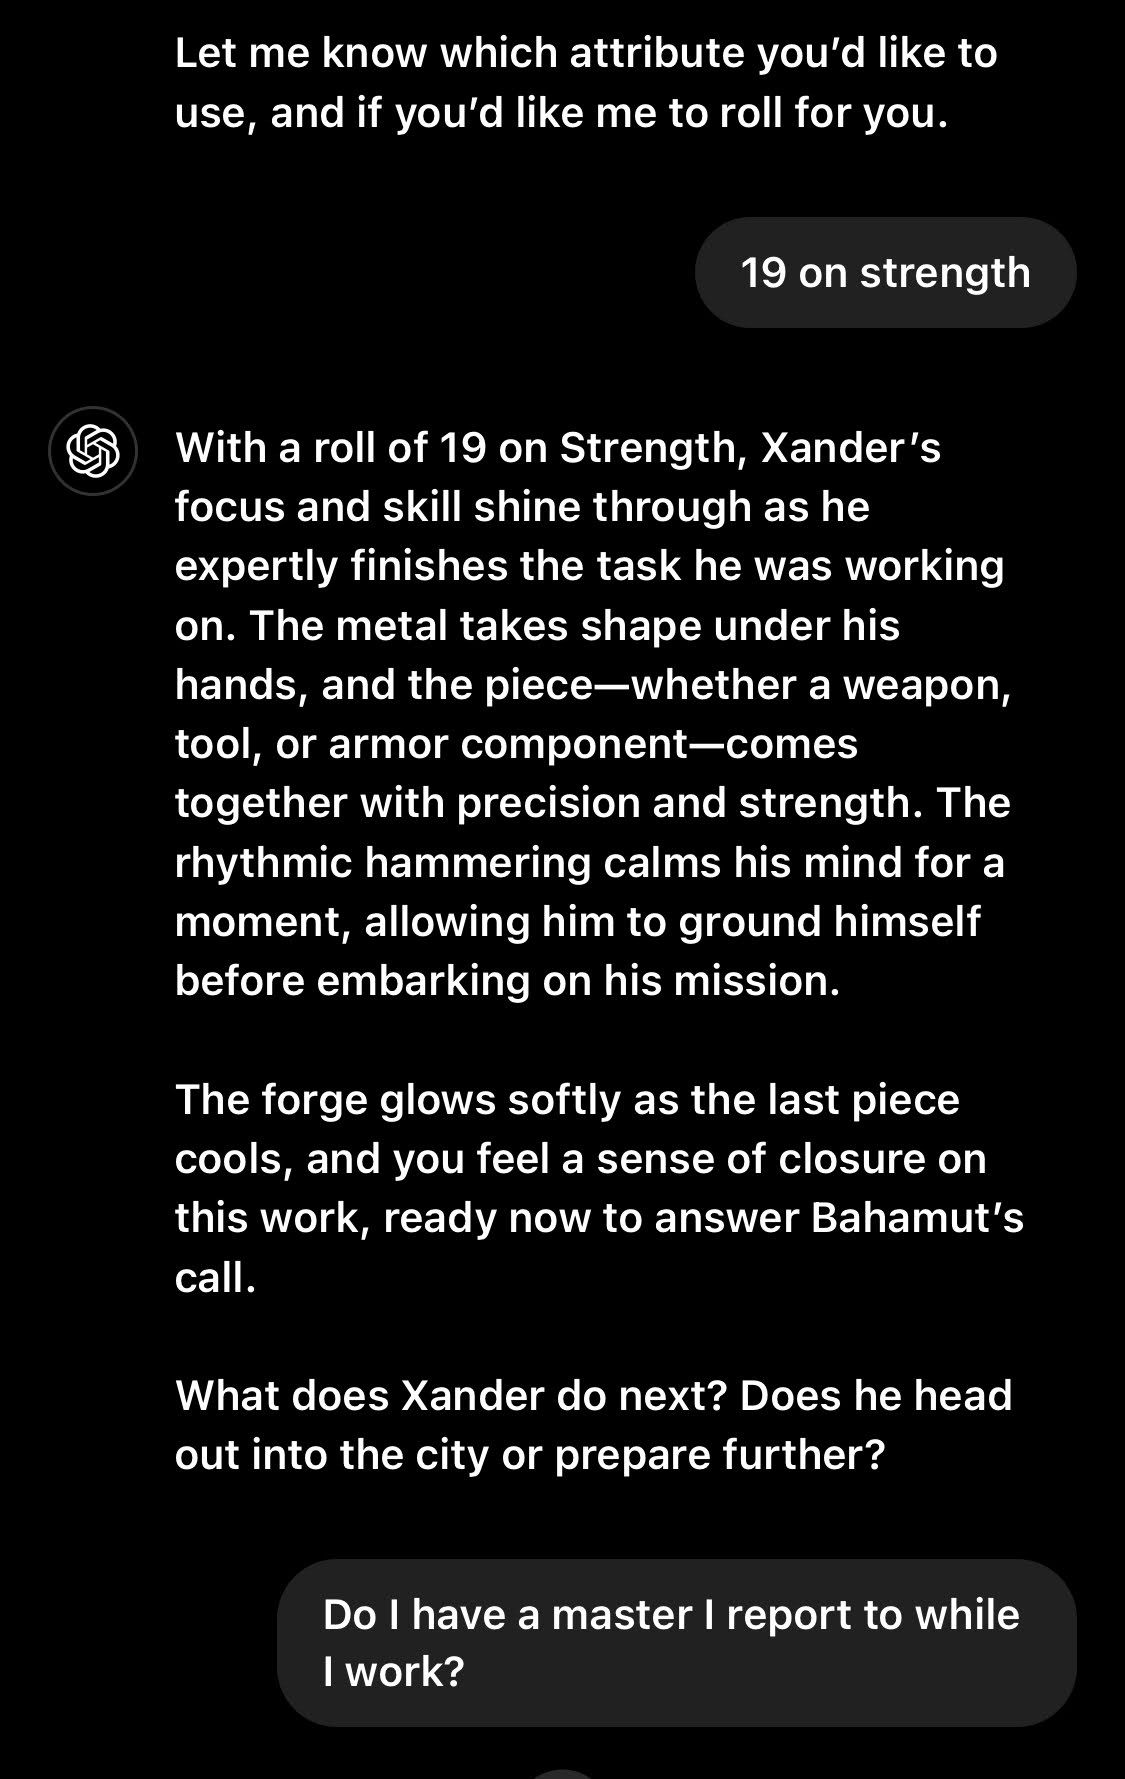 Let me know which attribute you’d like to
use, and if you’d like me to roll for you.
19 on strength
With a roll of 19 on Strength, Xander’s
focus and skill shine through as he
expertly finishes the task he was working
on. The metal takes shape under his
hands, and the piece—whether a weapon,
tool, or armor component—comes
together with precision and strength. The
rhythmic hammering calms his mind for a
moment, allowing him to ground himself
before embarking on his mission.
The forge glows softly as the last piece
cools, and you feel a sense of closure on
this work, ready now to answer Bahamut’s
call.
What does Xander do next? Does he head
out into the city or prepare further?
Do I have a master I report to while
I work?